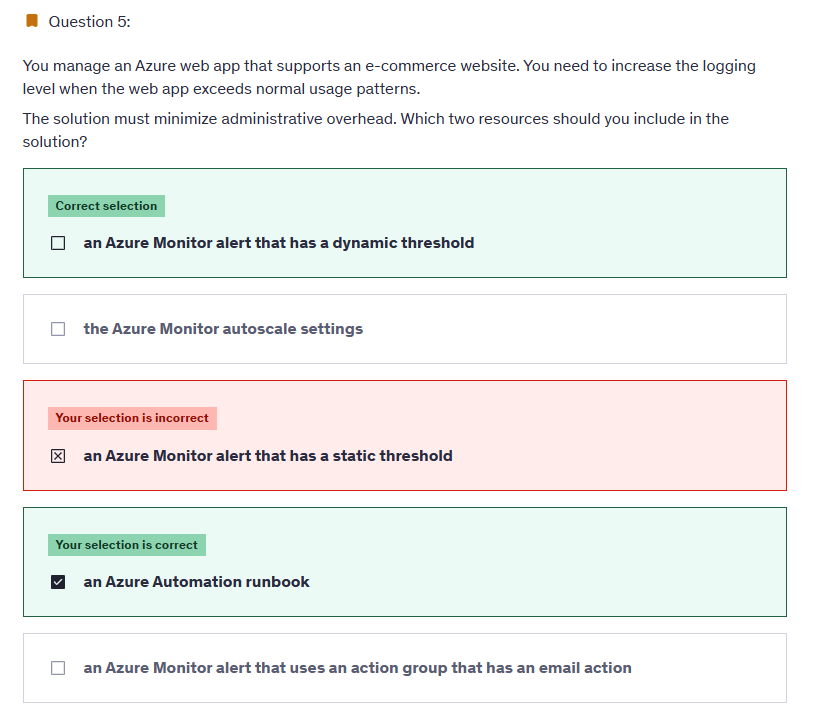 Question 5:
You manage an Azure web app that supports an e-commerce website. You need to increase the logging
level when the web app exceeds normal usage patterns.
The solution must minimize administrative overhead. Which two resources should you include in the
solution?
Correct selection
an Azure Monitor alert that has a dynamic threshold
the Azure Monitor autoscale settings
Your selection is incorrect
an Azure Monitor alert that has a static threshold
Your selection is correct
an Azure Automation runbook
an Azure Monitor alert that uses an action group that has an email action